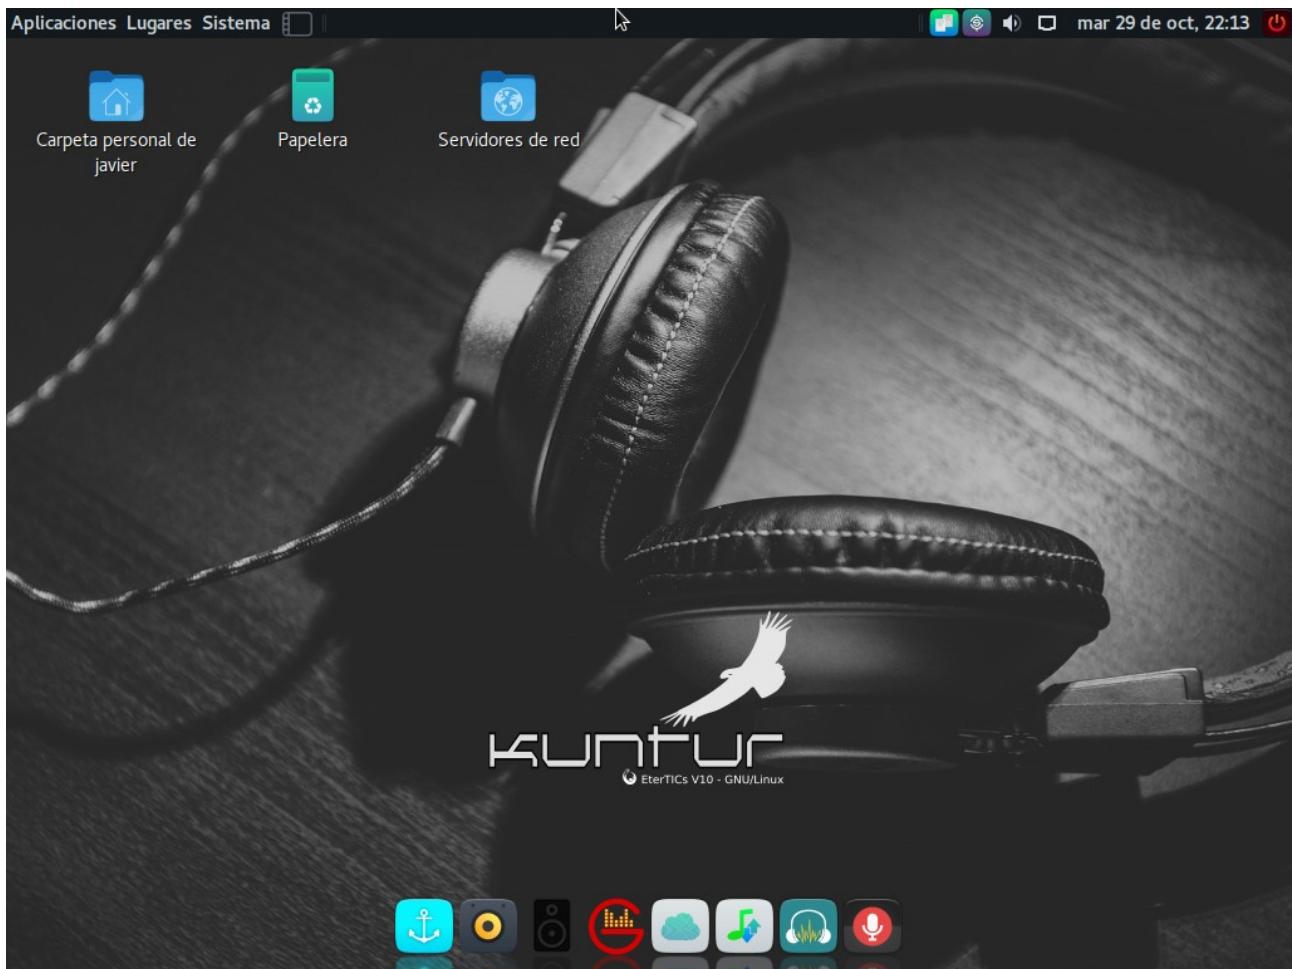 Aplicaciones Lugares Sistema
mar 29 de oct, 22:13
Carpeta personal de
javier
Papelera
Servidores de red
KUNTUR
EterTICs V10 - GNU/Linux